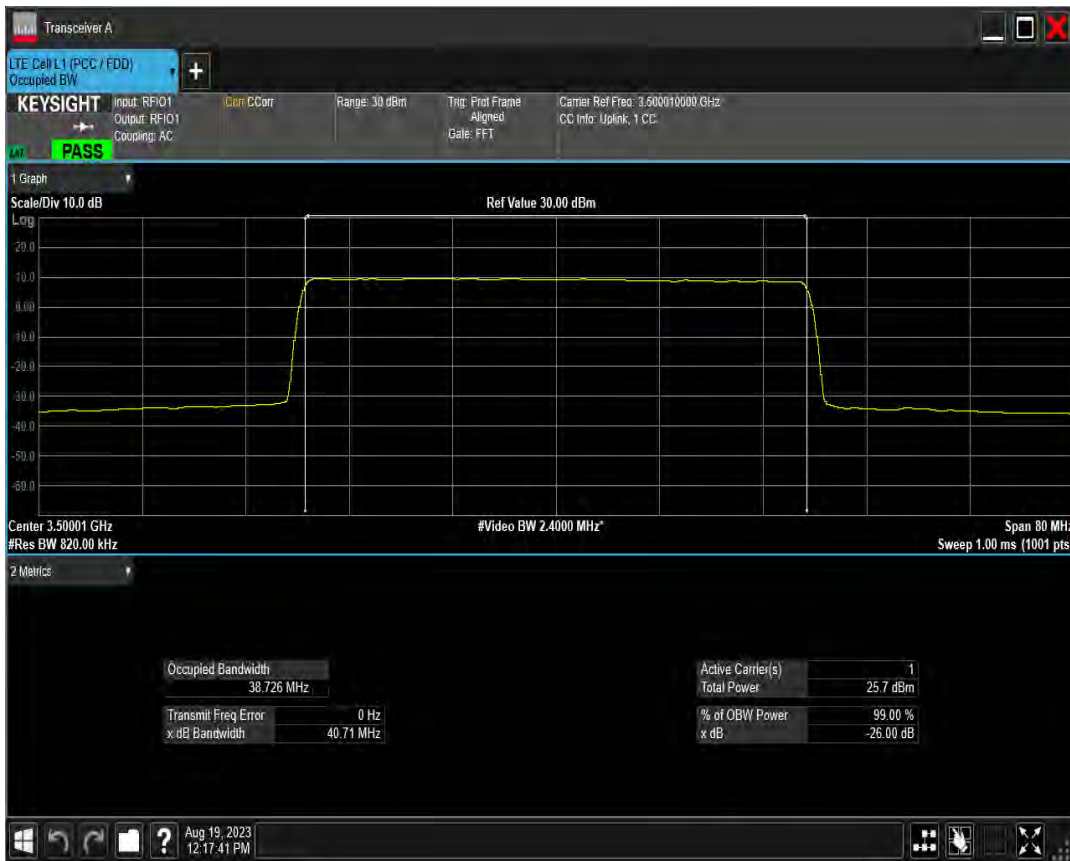 Transceiver A
LTE Cell L1 (PCC / FDD)
Occupied BW
+
KEYSIGHT
Input: RFIO1
Output: RFIO1
Coupling: AC
Corr CCorr
Range: 30 dBm
Trig: Prot Frame
Aligned
Gate: FFT
Carrier Ref Freq: 3.500010000 GHz
CC Info: Uplink, 1 CC
PASS
1 Graph
Scale/Div 10.0 dB
Ref Value 30.00 dBm
Log
20.0
10.0
0.00
-10.0
-20.0
-30.0
-40.0
-50.0
-60.0
Center 3.50001 GHz
#Video BW 2.4000 MHz*
Span 80 MHz
#Res BW 820.00 kHz
Sweep 1.00 ms (1001 pts
2 Metrics
Occupied Bandwidth
38.726 MHz
Transmit Freq Error 0 Hz
x dB Bandwidth 40.71 MHz
Active Carrier(s) 1
Total Power 25.7 dBm
% of OBW Power 99.00 %
x dB -26.00 dB
?
Aug 19, 2023
12:17:41 PM